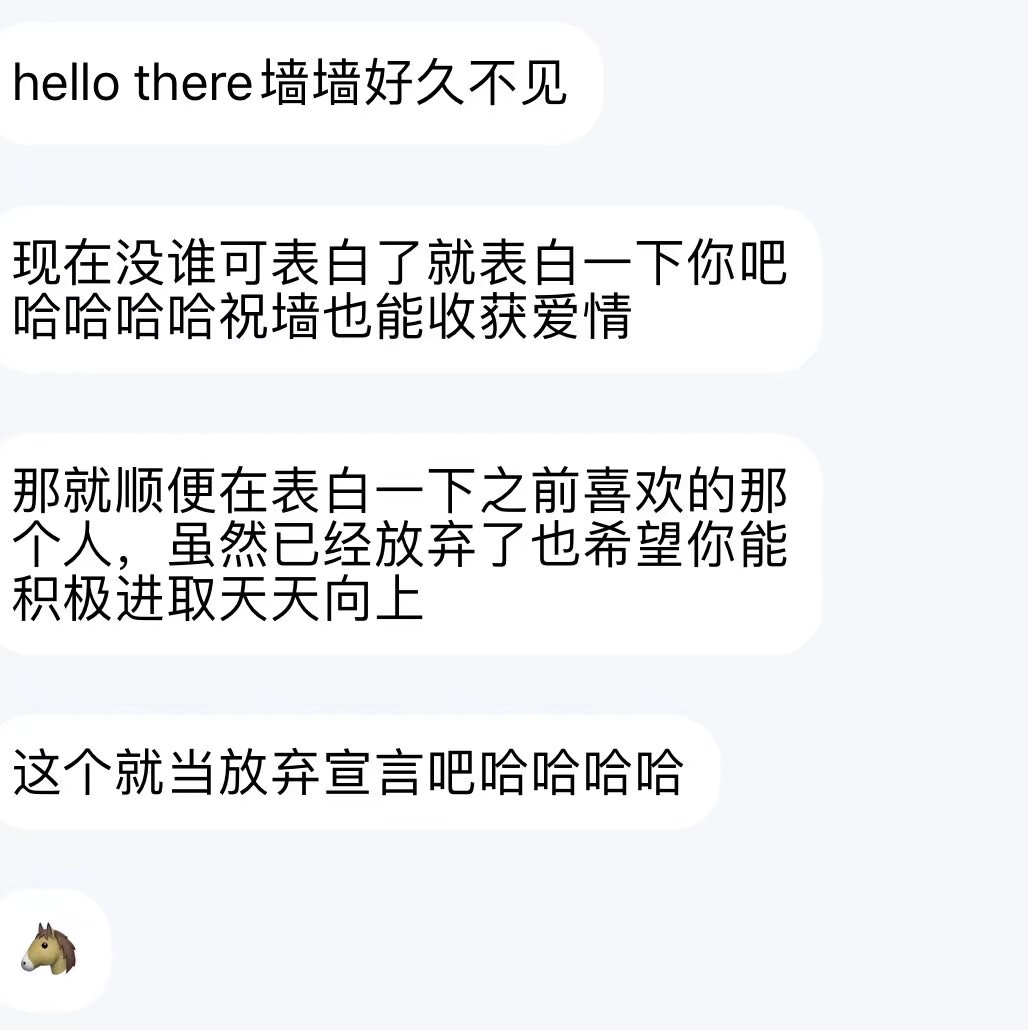 hello there墙墙好久不见
现在没谁可表白了就表白一下你吧
哈哈哈哈祝墙也能收获爱情
那就顺便在表白一下之前喜欢的那
个人，虽然已经放弃了也希望你能
积极进取天天向上
这个就当放弃宣言吧哈哈哈哈
🐴